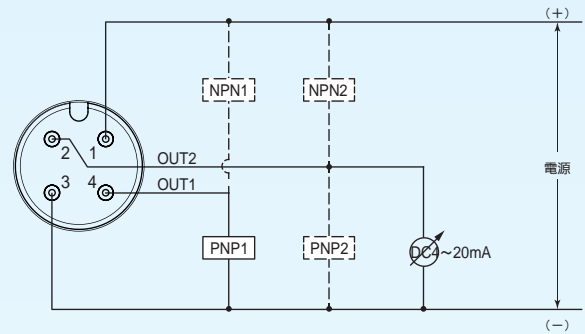 (+)
NPN1
NPN2
2
1
OUT2
電源
3
4
OUT1
PNP1
PNP2
DC4~20mA
(-)